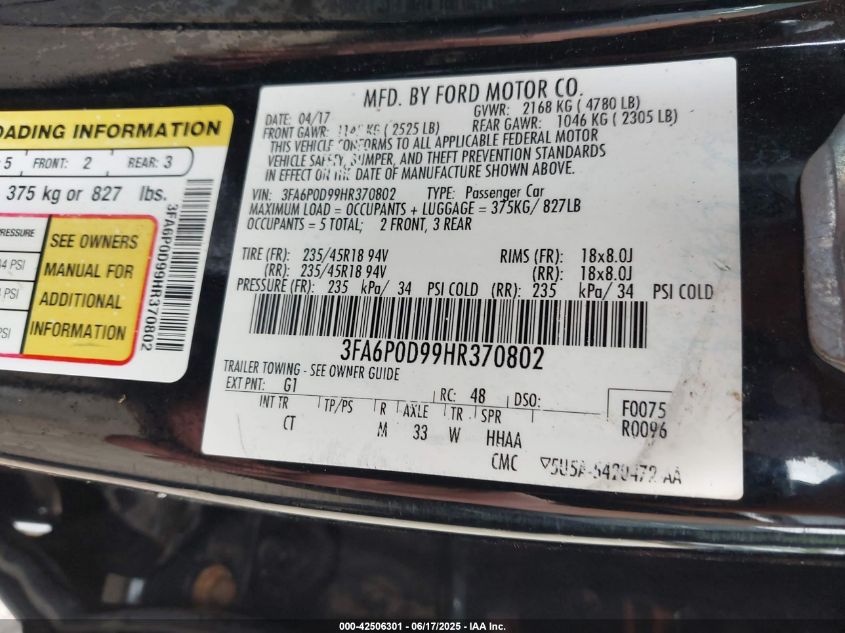 LOADING INFORMATION
5 FRONT: 2 REAR: 3
375 kg or 827 lbs.
PRESSURE
PSI
PSI
PSI
SEE OWNERS
MANUAL FOR
ADDITIONAL
INFORMATION
3FA6P0D99HR370802
MFD. BY FORD MOTOR CO.
DATE: 04/17 GVWR: 2168 KG ( 4780 LB)
FRONT GAWR: KG ( 2525 LB) REAR GAWR: 1046 KG ( 2305 LB)
THIS VEHICLE CONFORMS TO ALL APPLICABLE FEDERAL MOTOR
VEHICLE SAFETY, BUMPER, AND THEFT PREVENTION STANDARDS
IN EFFECT ON THE DATE OF MANUFACTURE SHOWN ABOVE.
VIN: 3FA6P0D99HR370802 TYPE: Passenger Car
MAXIMUM LOAD = OCCUPANTS + LUGGAGE = 375KG/ 827LB
OCCUPANTS = 5 TOTAL; 2 FRONT, 3 REAR
TIRE (FR): 235/45R18 94V RIMS (FR): 18x8.0J
(RR): 235/45R18 94V (RR): 18x8.0J
PRESSURE (FR): 235 kPa/ 34 PSI COLD (RR): 235 kPa/ 34 PSI COLD
3FA6P0D99HR370802
TRAILER TOWING - SEE OWNER GUIDE
EXT PNT: G1 RC: 48 DSO: F0075
INT TR TP/PS R AXLE TR SPR R0096
CT M 33 W HHAA
CMC
000-42506301 - 06/17/2025 - IAA Inc.